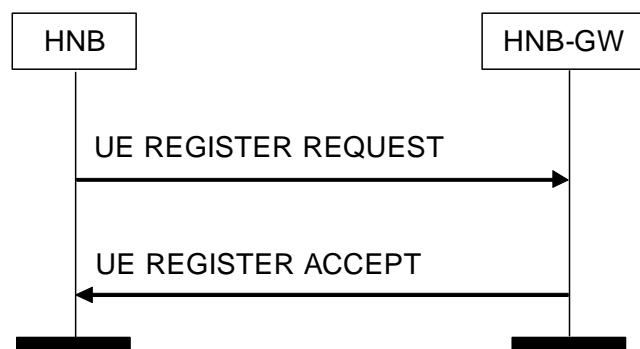 HNB
HNB-GW
UE REGISTER REQUEST
UE REGISTER ACCEPT